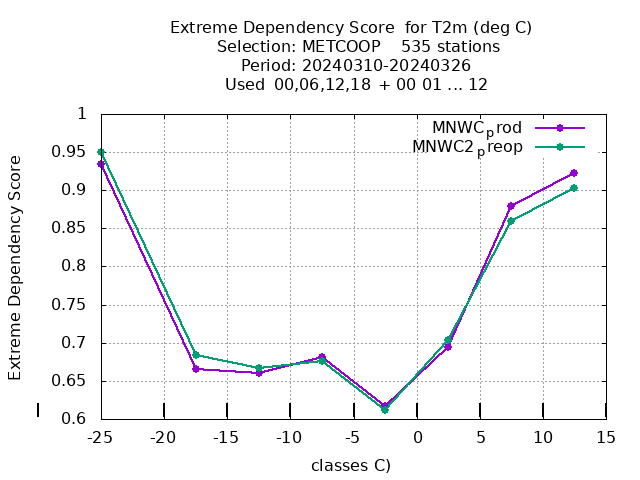 Extreme Dependency Score  for T2m (deg C)
Selection: METCOOP    535 stations
Period: 20240310-20240326
Used  00,06,12,18 + 00 01 ... 12
MNWCprod
MNWC2preop
Extreme Dependency Score
1
0.95
0.9
0.85
0.8
0.75
0.7
0.65
0.6
-25 -20 -15 -10 -5 0 5 10 15
classes C)